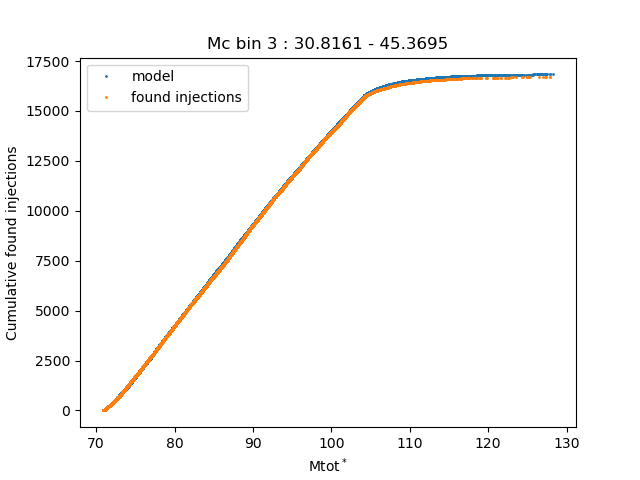 Mc bin 3 : 30.8161 - 45.3695
model
found injections
Cumulative found injections
17500
15000
12500
10000
7500
5000
2500
0
70 80 90 100 110 120 130
Mtot*